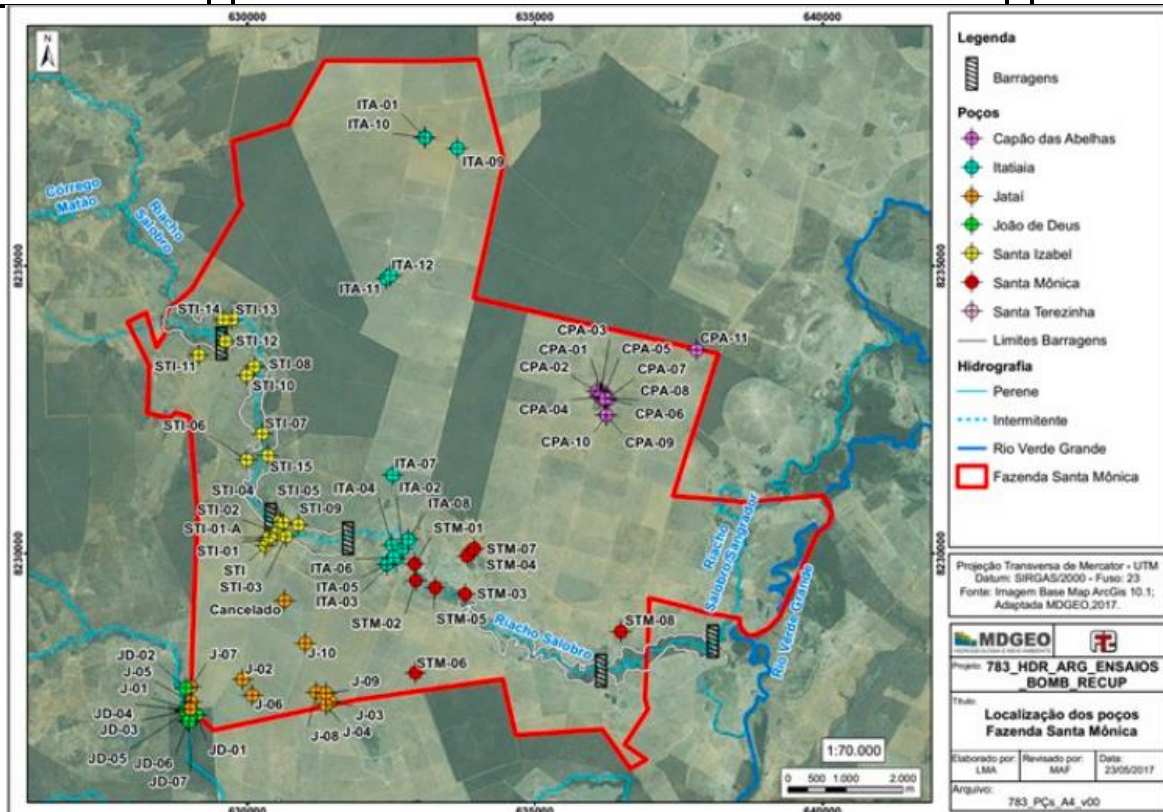 630000
635000
640000
N
ITA-01
ITA-10
ITA-09
Córrego
Matão
Riacho
Salobro
8235000
8235000
ITA-12
ITA-11
STI-14
STI-13
STI-12
STI-11
STI-08
STI-10
CPA-03
CPA-11
CPA-01
CPA-05
CPA-02
CPA-07
CPA-08
CPA-04
CPA-06
CPA-10
CPA-09
STI-06
STI-07
STI-15
ITA-07
ITA-04
ITA-02
ITA-08
STI-04
STI-05
STI-02
STI-09
STI-01-A
STI-01
STI
STI-03
STM-01
STM-07
STM-04
ITA-06
ITA-05
ITA-03
STM-03
STM-02
STM-05
STM-08
Cancelado
Riacho Salobro
Riacho
Salobro-Sangrador
Rio Verde Grande
8230000
8230000
J-10
STM-06
JD-02
J-07
J-02
J-05
J-01
J-06
J-09
JD-04
JD-03
J-03
J-04
J-08
JD-05
JD-06
JD-01
JD-07
1:70.000
0 500 1.000 2.000
m
630000
635000
640000
Legenda
Barragens
Poços
Capão das Abelhas
Itatiaia
Jataí
João de Deus
Santa Izabel
Santa Mônica
Santa Terezinha
Limites Barragens
Hidrografia
Perene
Intermitente
Rio Verde Grande
Fazenda Santa Mônica
Projeção Transversa de Mercator - UTM
Datum: SIRGAS/2000 - Fuso: 23
Fonte: Imagem Base Map ArcGis 10.1;
Adaptada MDGEO,2017.
MDGEO
HIDROGEOLOGIA E MEIO AMBIENTE
Projeto: 783_HDR_ARG_ENSAIOS
_BOMB_RECUP
Título:
Localização dos poços
Fazenda Santa Mônica
Elaborado por:
LMA
Revisado por:
MAF
Data:
23/05/2017
Arquivo:
783_PÇs_A4_v00